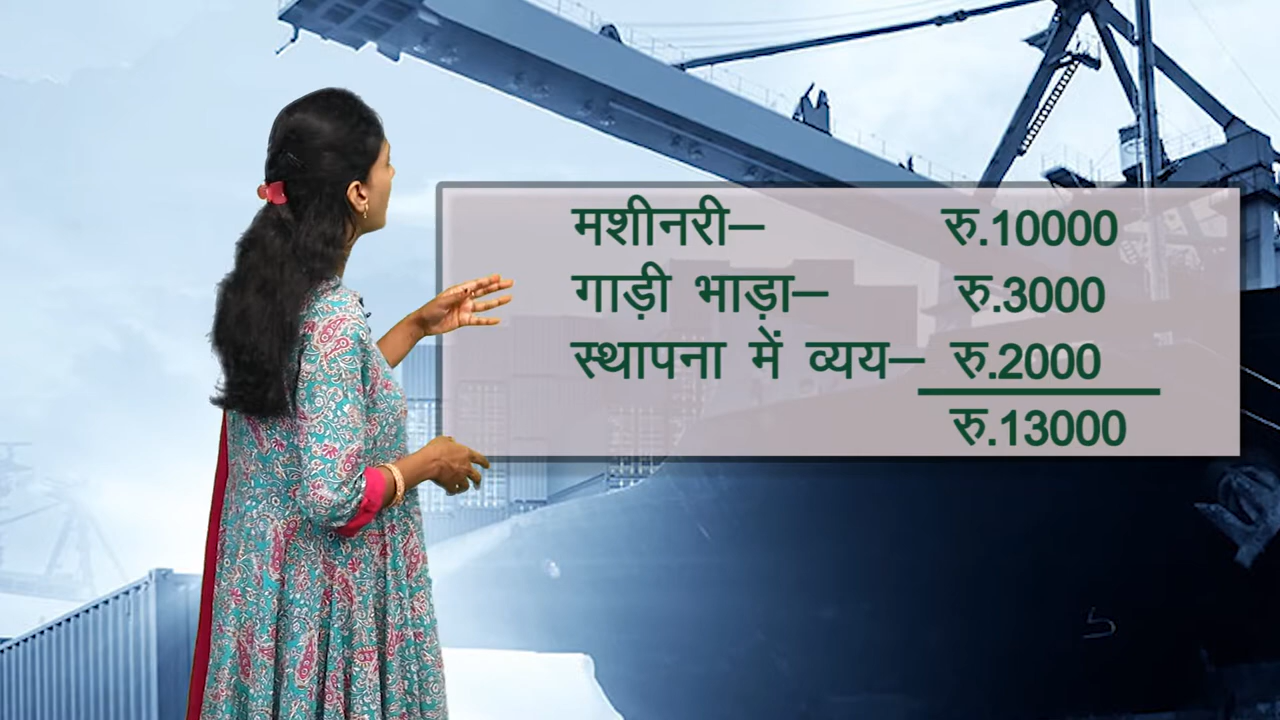 मशीनरी– रु.10000
गाड़ी भाड़ा– रु.3000
स्थापना में व्यय– रु.2000
रु.13000